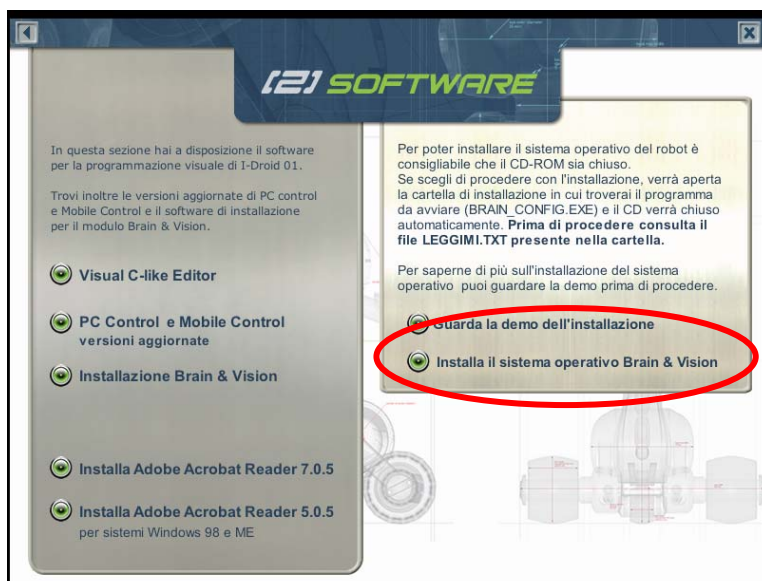 [2] SOFTWARE
In questa sezione hai a disposizione il software
per la programmazione visuale di I-Droid 01.
Trovi inoltre le versioni aggiornate di PC control
e Mobile Control e il software di installazione
per il modulo Brain & Vision.
Visual C-like Editor
PC Control e Mobile Control
versioni aggiornate
Installazione Brain & Vision
Installa Adobe Acrobat Reader 7.0.5
Installa Adobe Acrobat Reader 5.0.5
per sistemi Windows 98 e ME
Per poter installare il sistema operativo del robot è
consigliabile che il CD-ROM sia chiuso.
Se scegli di procedere con l'installazione, verrà aperta
la cartella di installazione in cui troverai il programma
da avviare (BRAIN_CONFIG.EXE) e il CD verrà chiuso
automaticamente. Prima di procedere consulta il
file LEGGIMI.TXT presente nella cartella.
Per saperne di più sull'installazione del sistema
operativo puoi guardare la demo prima di procedere.
Guarda la demo dell'installazione
Installa il sistema operativo Brain & Vision